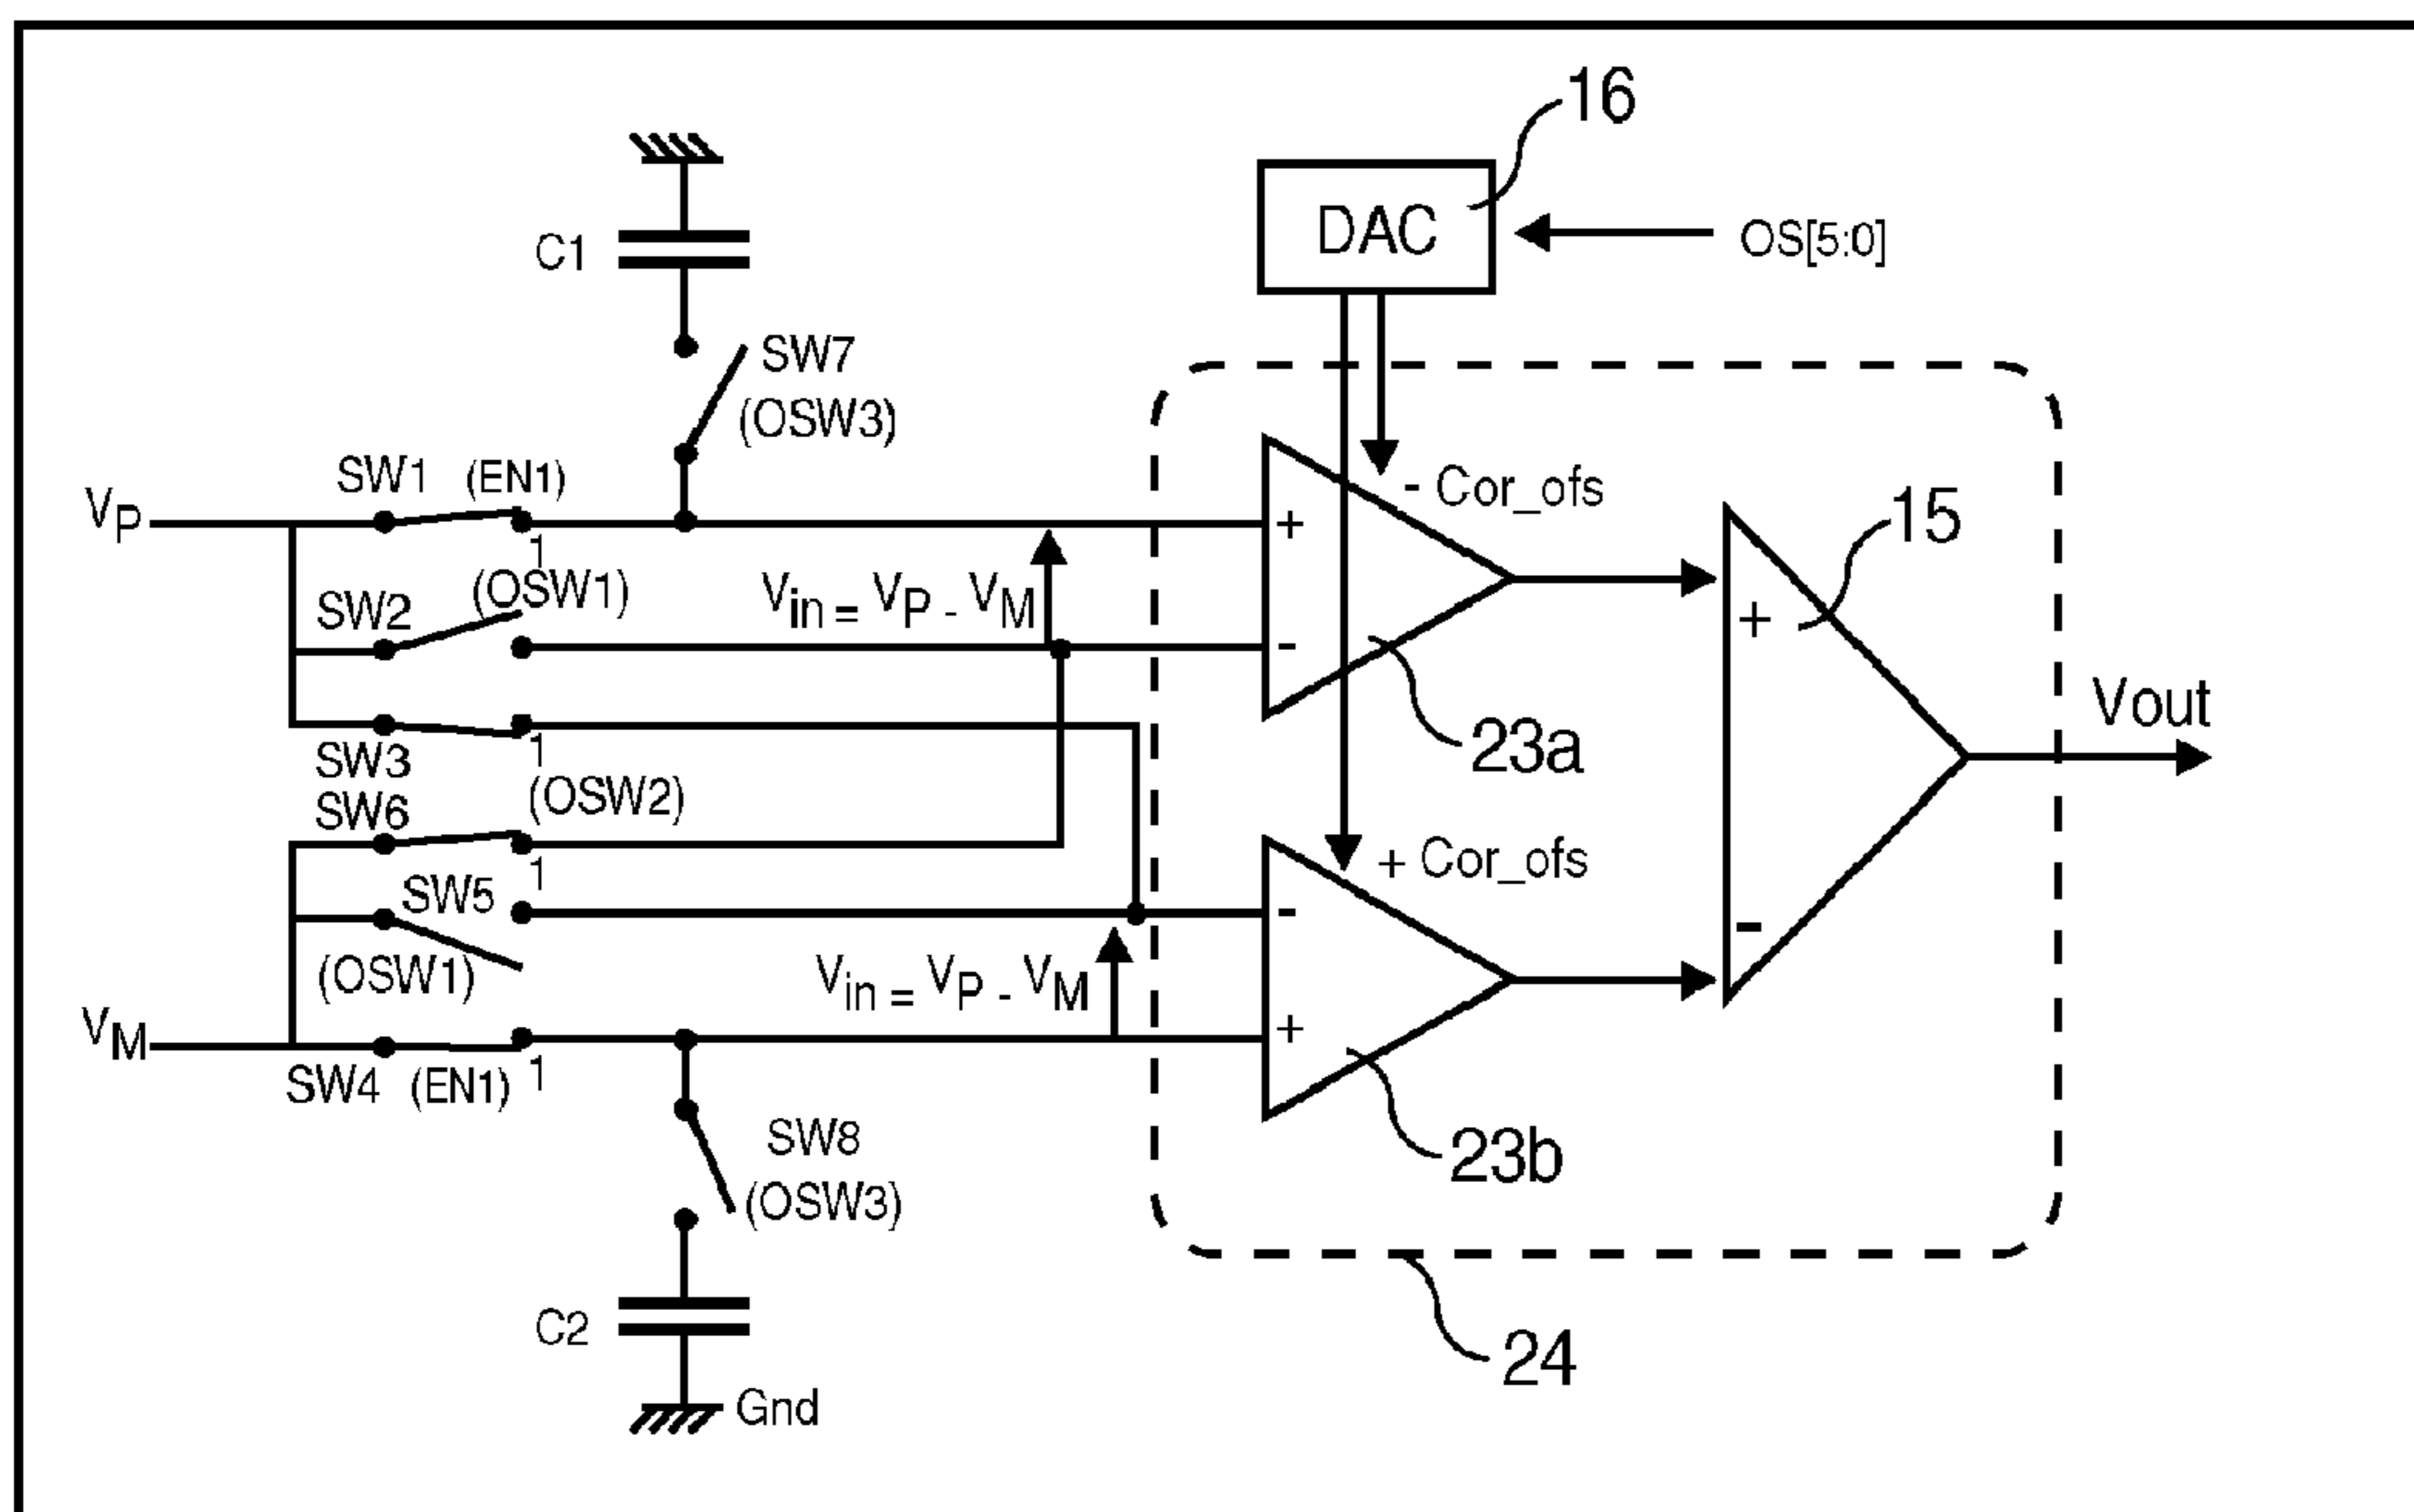 16
DAC
OS[5:0]
C1
SW7
(OSW3)
- Cor_ofs
SW1 (EN1)
VP
1
+
15
(OSW1)
SW2
Vin = VP - VM
-
+
23a
Vout
SW3
1
(OSW2)
SW6
+ Cor_ofs
1
SW5
-
-
(OSW1)
Vin = VP - VM
VM
+
SW4 (EN1)
1
SW8
(OSW3)
23b
C2
24
Gnd